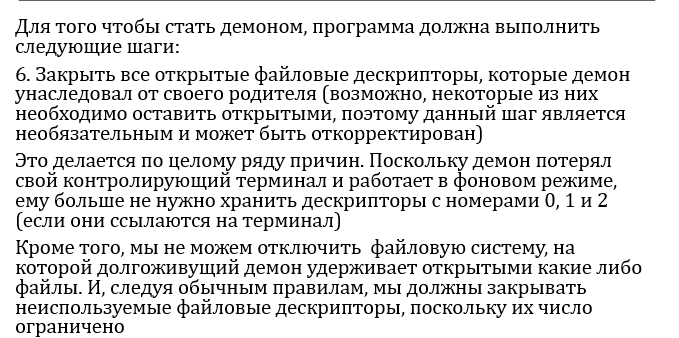 Для того чтобы стать демоном, программа должна выполнить
следующие шаги:
6. Закрыть все открытые файловые дескрипторы, которые демон
унаследовал от своего родителя (возможно, некоторые из них
необходимо оставить открытыми, поэтому данный шаг является
необязательным и может быть откорректирован)
Это делается по целому ряду причин. Поскольку демон потерял
свой контролирующий терминал и работает в фоновом режиме,
ему больше не нужно хранить дескрипторы с номерами 0, 1 и 2
(если они ссылаются на терминал)
Кроме того, мы не можем отключить  файловую систему, на
которой долгоживущий демон удерживает открытыми какие либо
файлы. И, следуя обычным правилам, мы должны закрывать
неиспользуемые файловые дескрипторы, поскольку их число
ограничено